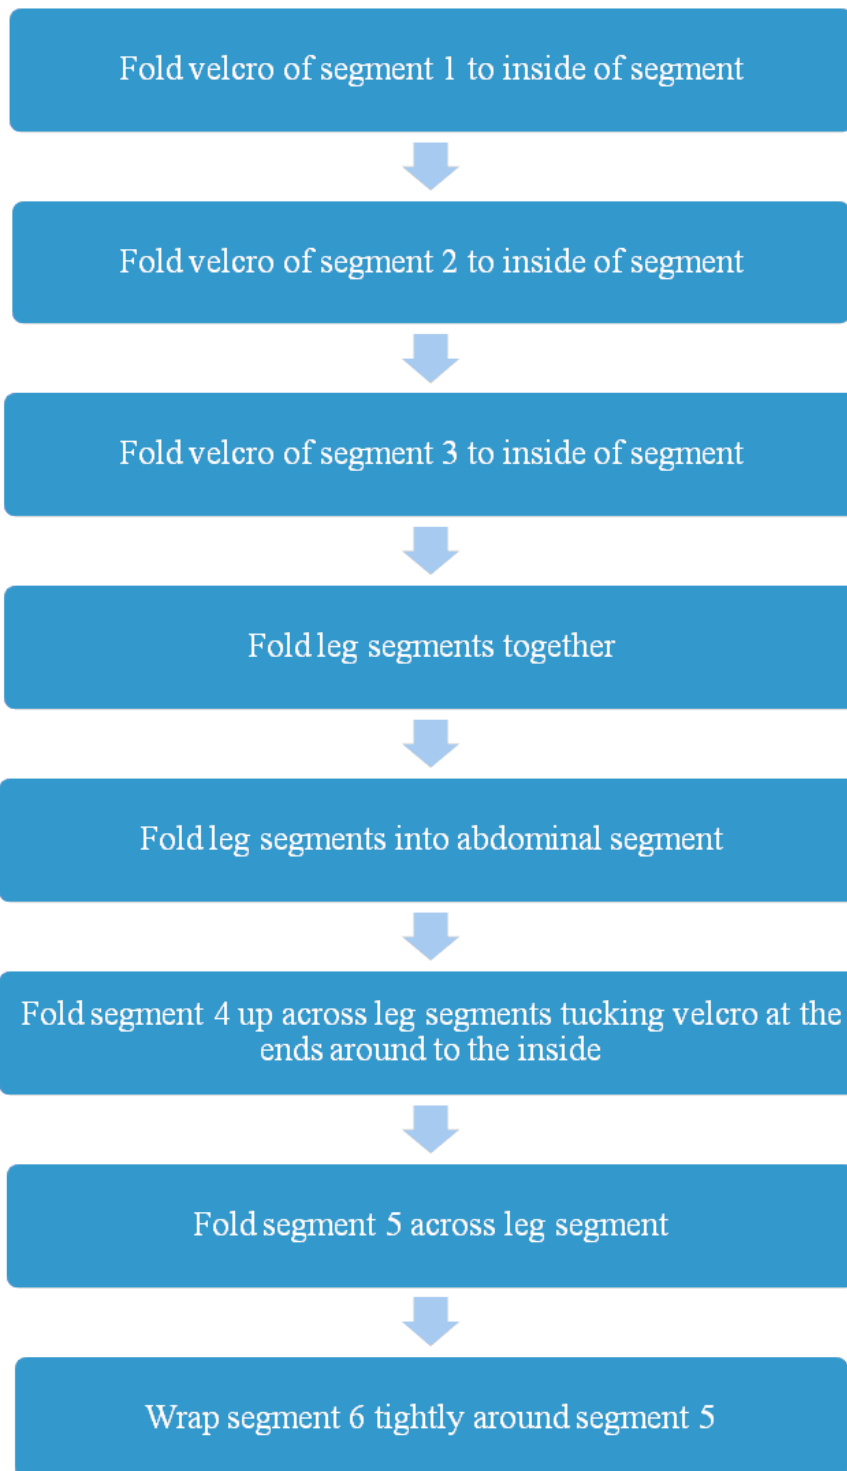 Fold velcro of segment 1 to inside of segment
Fold velcro of segment 2 to inside of segment
Fold velcro of segment 3 to inside of segment
Fold leg segments together
Fold leg segments into abdominal segment
Fold segment 4 up across leg segments tucking velcro at the
ends around to the inside
Fold segment 5 across leg segment
Wrap segment 6 tightly around segment 5